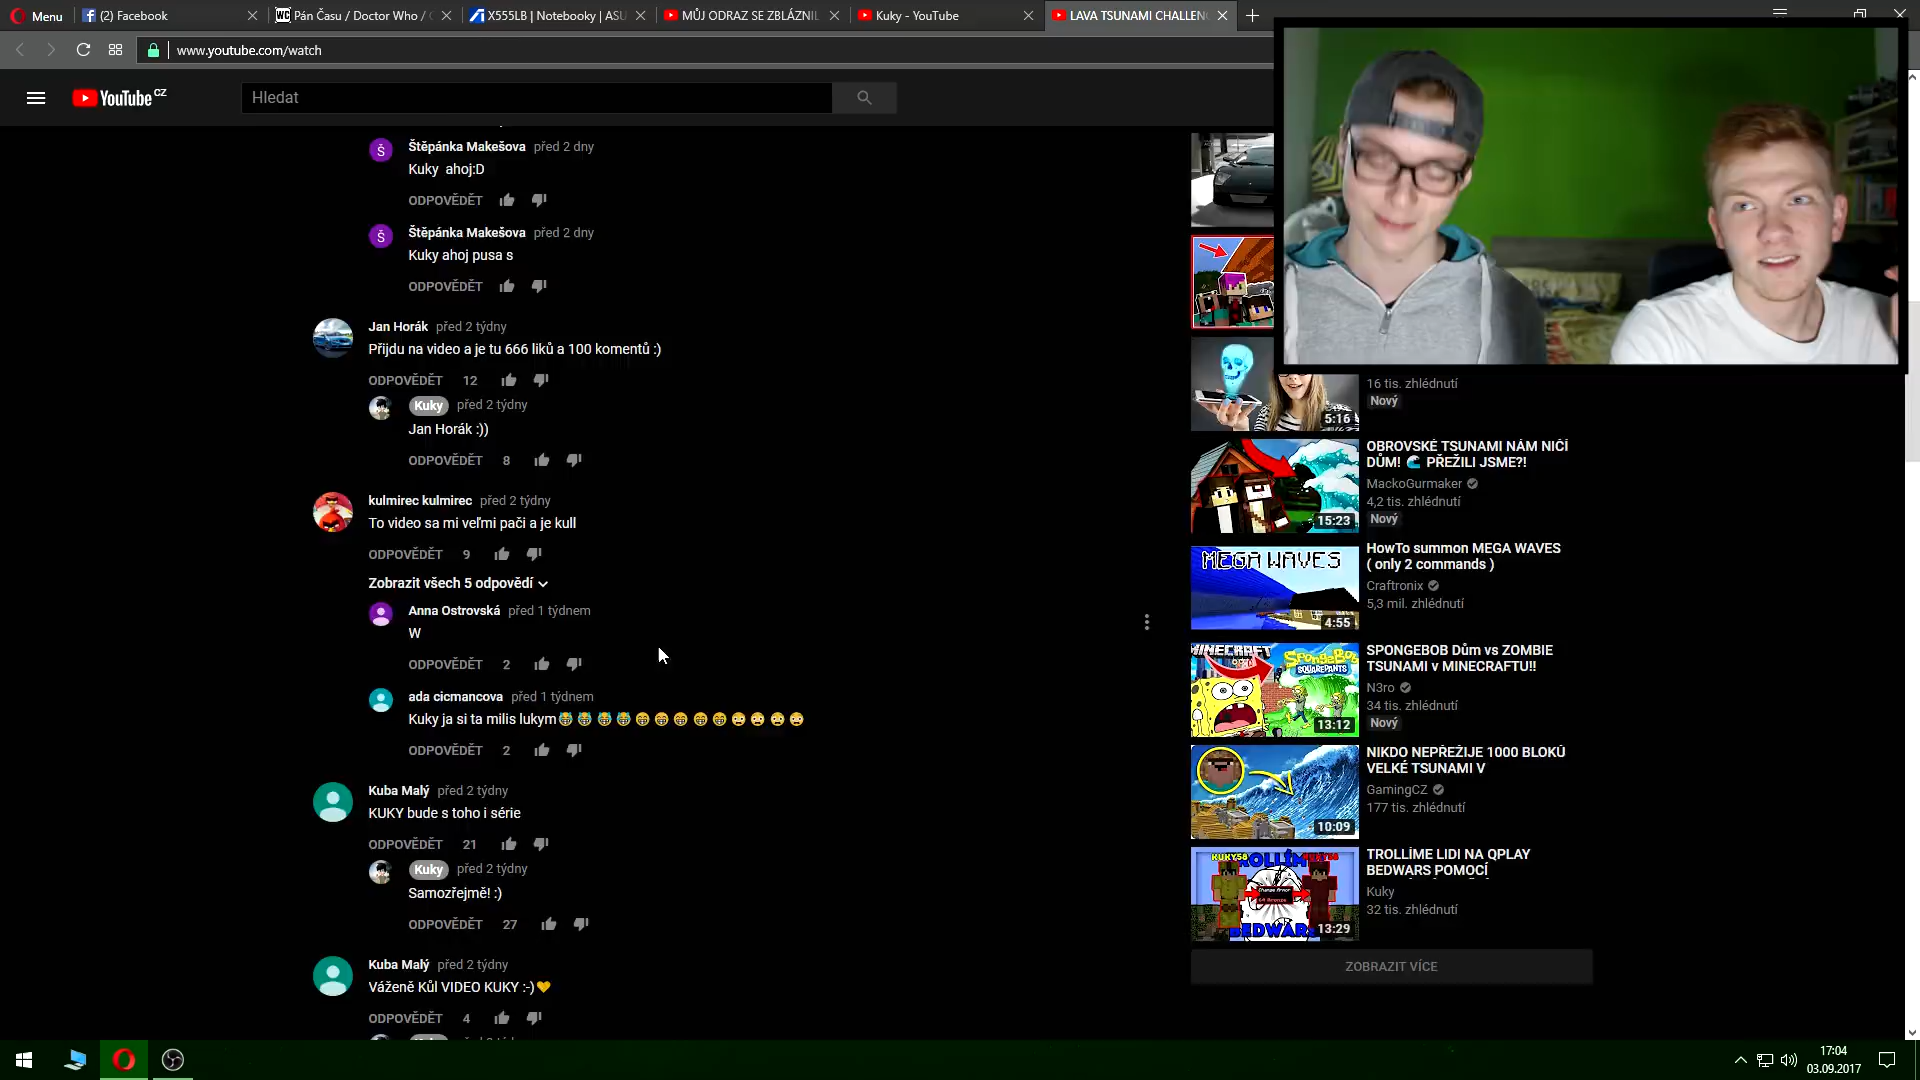 Menu
(2) Facebook
Pán Času / Doctor Who /
X555LB | Notebooky | ASU
MŮJ ODRAZ SE ZBLÁZNIL
Kuky - YouTube
LAVA TSUNAMI CHALLEN
www.youtube.com/watch
YouTube CZ
Hledat
Štěpánka Makešova před 2 dny
Kuky ahoj:D
ODPOVĚDĚT
Štěpánka Makešova před 2 dny
Kuky ahoj pusa s
ODPOVĚDĚT
Jan Horák před 2 týdny
Přijdu na video a je tu 666 liků a 100 komentů :)
ODPOVĚDĚT 12
Kuky před 2 týdny
Jan Horák :))
ODPOVĚDĚT 8
kulmirec kulmirec před 2 týdny
To video sa mi veľmi pači a je kull
ODPOVĚDĚT 9
Zobrazit všech 5 odpovědí
Anna Ostrovská před 1 týdnem
W
ODPOVĚDĚT 2
ada cicmancova před 1 týdnem
Kuky ja si ta milis lukym😹😹😹😹😁😁😁😁😁😳😳😳😳
ODPOVĚDĚT 2
Kuba Malý před 2 týdny
KUKY bude s toho i série
ODPOVĚDĚT 21
Kuky před 2 týdny
Samozřejmě! :)
ODPOVĚDĚT 27
Kuba Malý před 2 týdny
Váženě Kůl VIDEO KUKY :-)💛
ODPOVĚDĚT 4
16 tis. zhlédnutí
Nový
5:16
OBROVSKÉ TSUNAMI NÁM NIČÍ
DŮM! 🌊 PŘEŽILI JSME?!
MackoGurmaker
4,2 tis. zhlédnutí
Nový
15:23
MEGA WAVES
4:55
HowTo summon MEGA WAVES
( only 2 commands )
Craftronix
5,3 mil. zhlédnutí
MINECRAFT
SPONGEBOB
SQUAREPANTS
13:12
SPONGEBOB Dům vs ZOMBIE
TSUNAMI v MINECRAFTU!!
N3ro
34 tis. zhlédnutí
Nový
10:09
NIKDO NEPŘEŽIJE 1000 BLOKŮ
VELKÉ TSUNAMI V
GamingCZ
177 tis. zhlédnutí
KUKY58
BEDWARS
13:29
TROLLÍME LIDI NA QPLAY
BEDWARS POMOCÍ
Kuky
32 tis. zhlédnutí
ZOBRAZIT VÍCE
17:04
03.09.2017